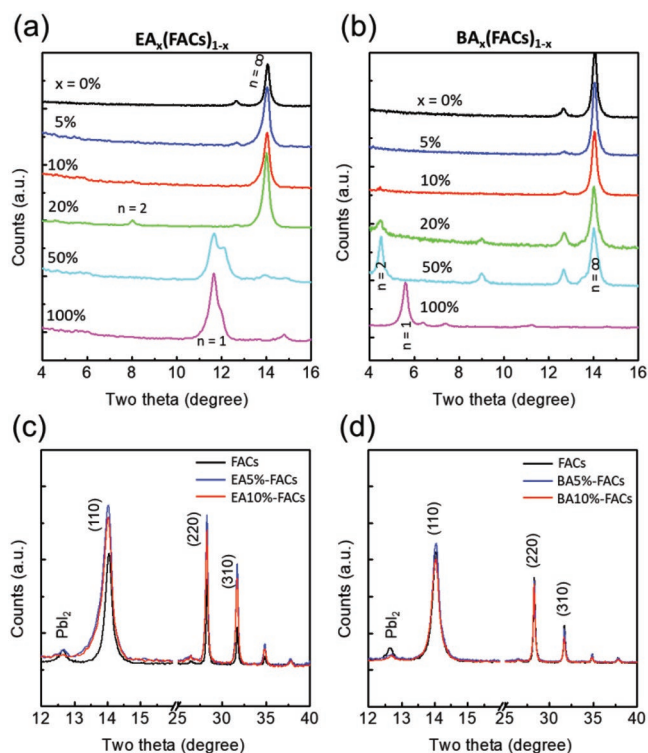 (a)
EAₓ(FACs)₁₋ₓ
n = ∞
x = 0%
5%
10%
20%
n = 2
50%
100%
n = 1
Counts (a.u.)
4 6 8 10 12 14 16
Two theta (degree)
(b)
BAₓ(FACs)₁₋ₓ
x = 0%
5%
10%
20%
50%
n = 2
n = ∞
100%
n = 1
Counts (a.u.)
4 6 8 10 12 14 16
Two theta (degree)
(c)
FACs
EA5%-FACs
EA10%-FACs
(110)
(220)
(310)
PbI₂
Counts (a.u.)
12 13 14 15 25 30 35 40
Two theta (degree)
(d)
FACs
BA5%-FACs
BA10%-FACs
(110)
(220)
(310)
PbI₂
Counts (a.u.)
12 13 14 15 25 30 35 40
Two theta (degree)